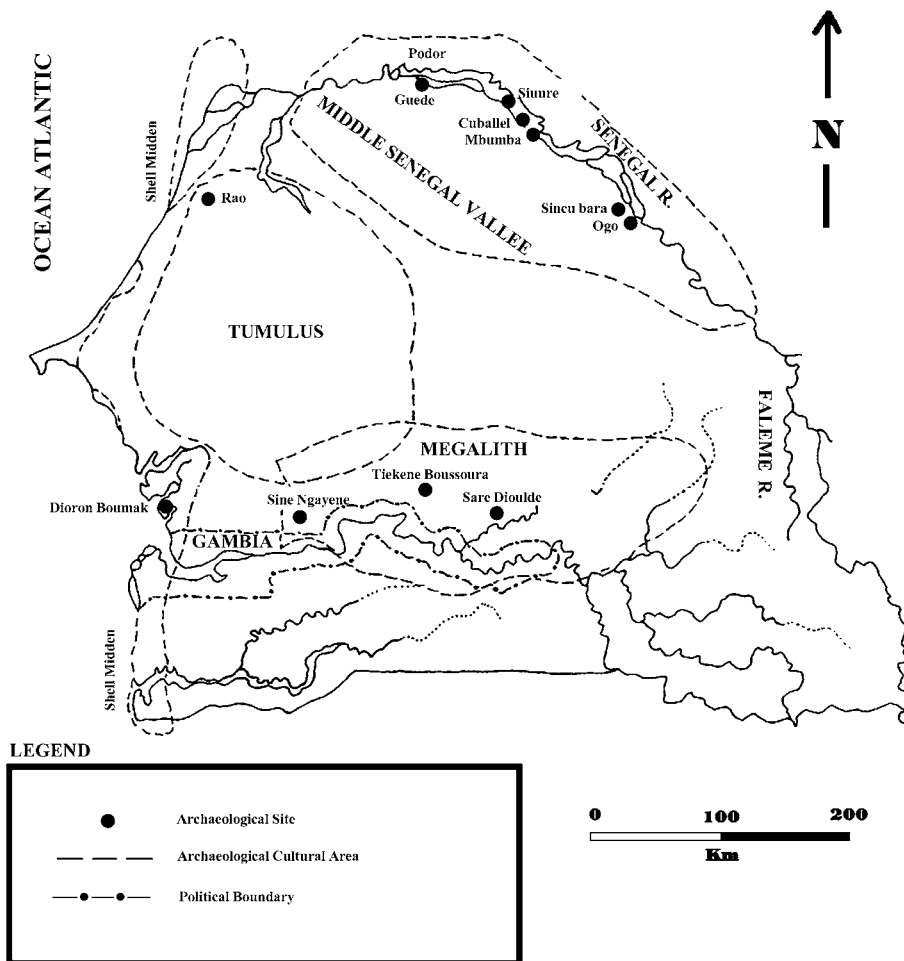 OCEAN ATLANTIC
Shell Midden
Podor
Guede
Siuure
Cuballel
Mbumba
MIDDLE SENEGAL VALLEE
SENEGAL R.
N
Rao
Sincu bara
Ogo
TUMULUS
FALEME R.
MEGALITH
Tiekene Boussoura
Sare Dioulde
Sine Ngayene
Dioron Boumak
GAMBIA
Shell Midden
LEGEND
Archaeological Site
Archaeological Cultural Area
Political Boundary
0 100 200
Km